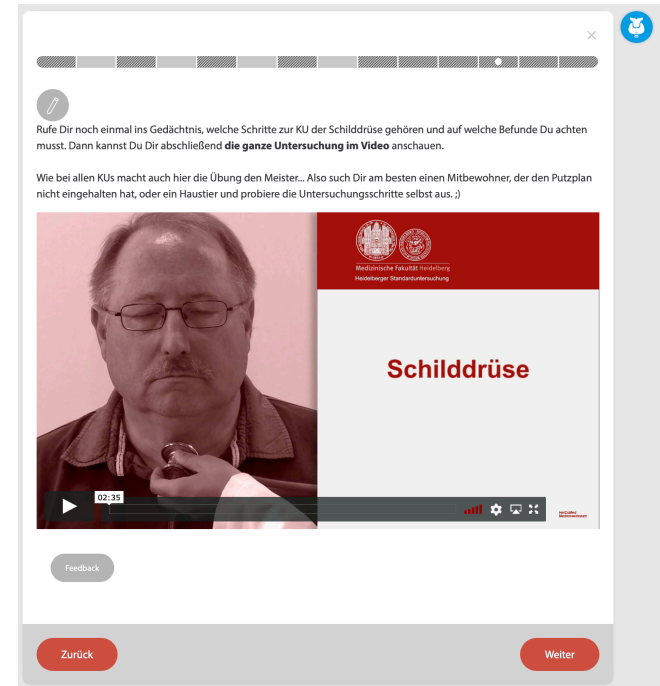 Rufe Dir noch einmal ins Gedächtnis, welche Schritte zur KU der Schilddrüse gehören und auf welche Befunde Du achten
musst. Dann kannst Du Dir abschließend die ganze Untersuchung im Video anschauen.
Wie bei allen KUs macht auch hier die Übung den Meister... Also such Dir am besten einen Mitbewohner, der den Putzplan
nicht eingehalten hat, oder ein Haustier und probiere die Untersuchungsschritte selbst aus. ;)
Medizinische Fakultät Heidelberg
Heidelberger Standarduntersuchung
Schilddrüse
02:35
Feedback
Zurück
Weiter